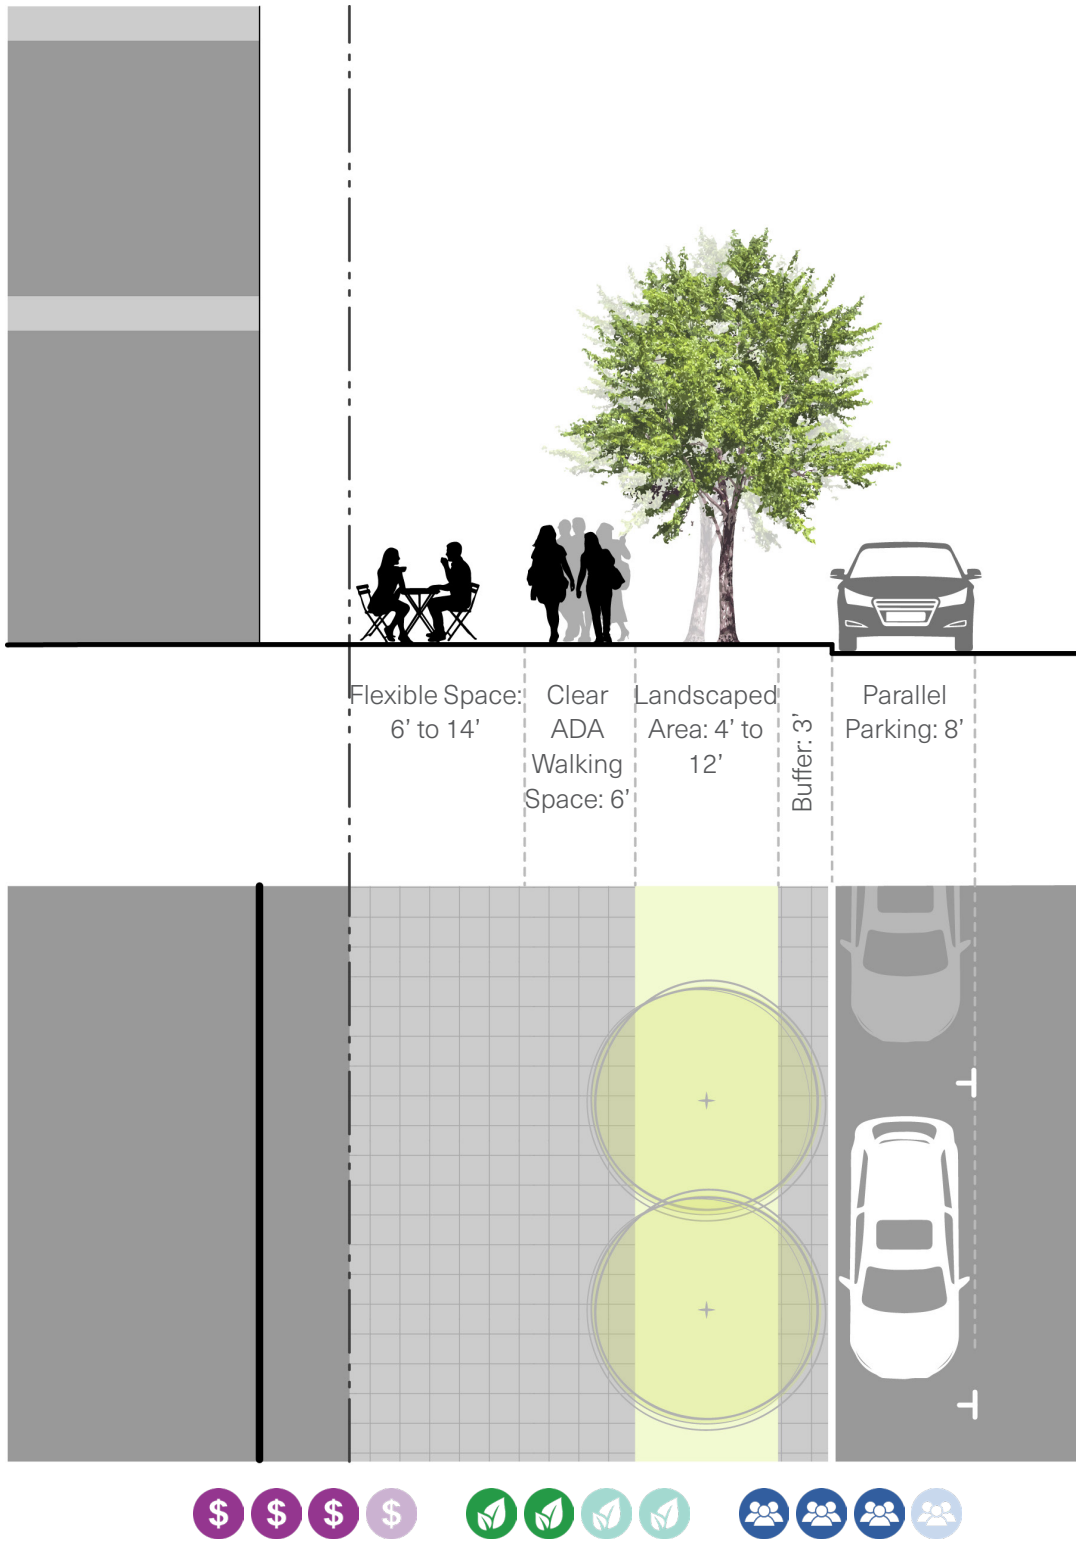 Flexible Space:
6’ to 14’
Clear
ADA
Walking
Space: 6’
Landscaped
Area: 4’ to
12’
Buffer: 3’
Parallel
Parking: 8’
$ $ $ $